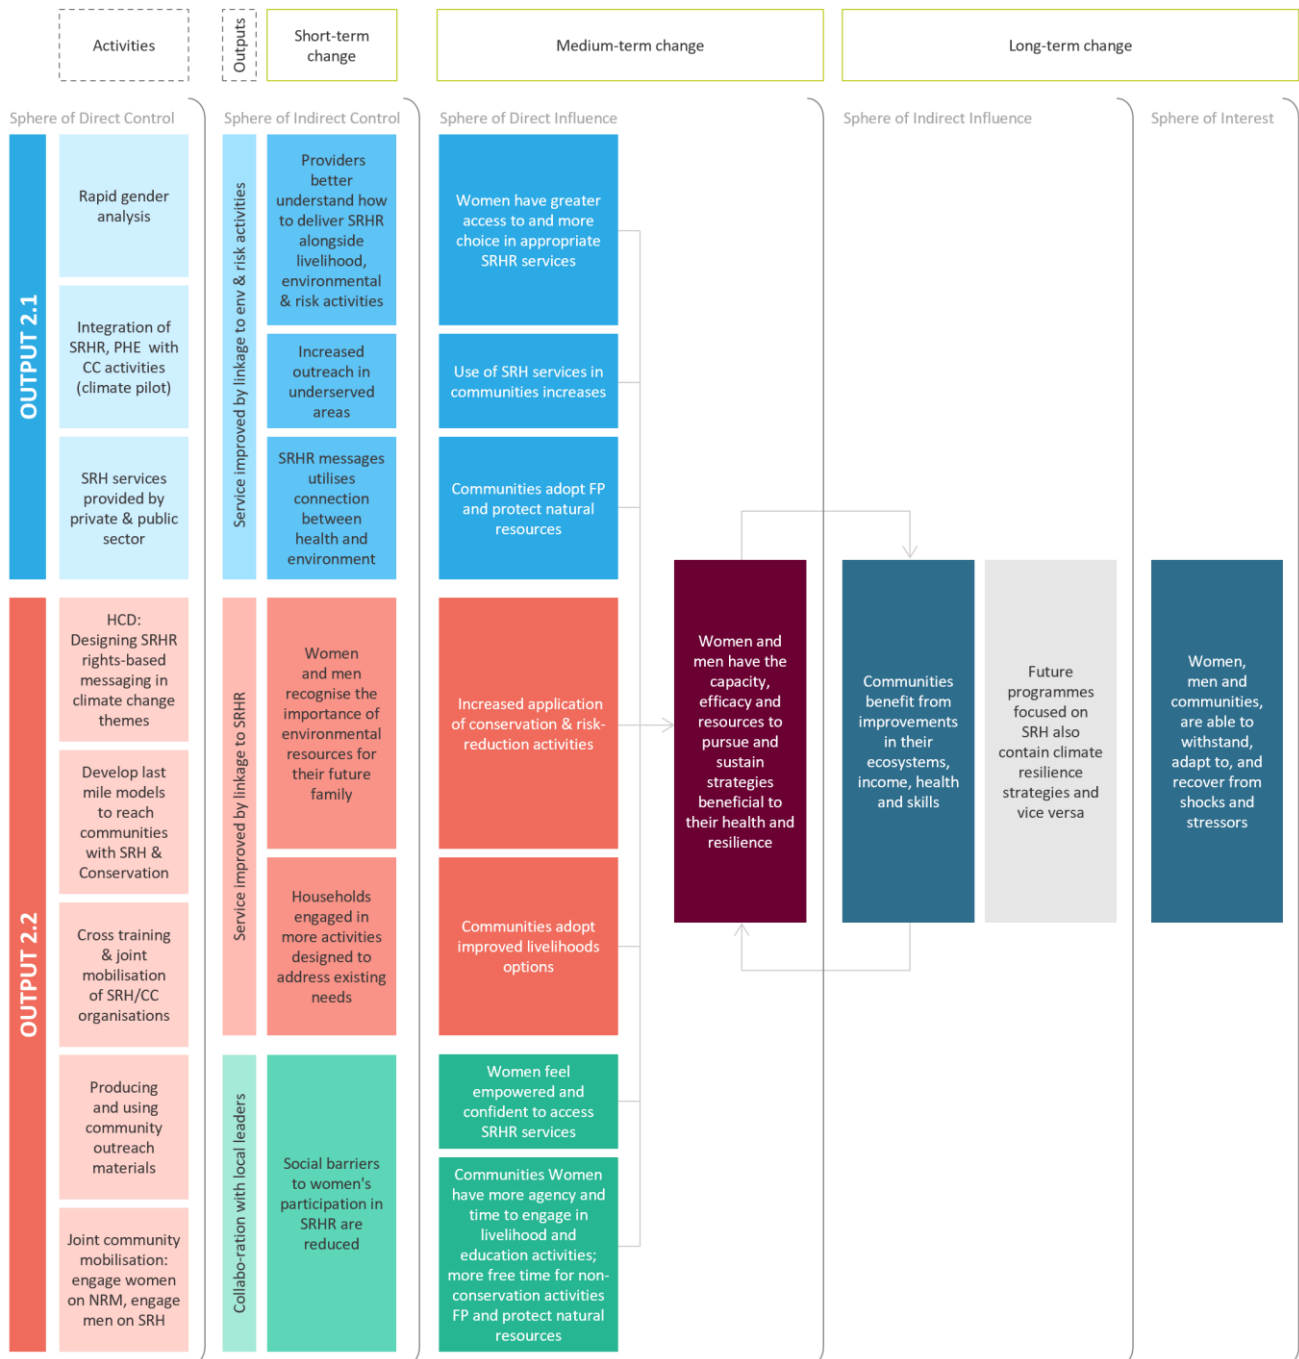 Activities
Outputs
Short-term
change
Medium-term change
Long-term change
Sphere of Direct Control
Sphere of Indirect Control
Sphere of Direct Influence
Sphere of Indirect Influence
Sphere of Interest
OUTPUT 2.1
Rapid gender
analysis
Integration of
SRHR, PHE with
CC activities
(climate pilot)
SRH services
provided by
private & public
sector
Service improved by linkage to env & risk activities
Providers
better
understand how
to deliver SRHR
alongside
livelihood,
environmental
& risk activities
Increased
outreach in
underserved
areas
SRHR messages
utilises
connection
between
health and
environment
Women have greater
access to and more
choice in appropriate
SRHR services
Use of SRH services in
communities increases
Communities adopt FP
and protect natural
resources
OUTPUT 2.2
HCD:
Designing SRHR
rights-based
messaging in
climate change
themes
Develop last
mile models
to reach
communities
with SRH &
Conservation
Cross training
& joint
mobilisation
of SRH/CC
organisations
Producing
and using
community
outreach
materials
Joint community
mobilisation:
engage women
on NRM, engage
men on SRH
Service improved by linkage to SRHR
Women
and men
recognise the
importance of
environmental
resources for
their future
family
Households
engaged in
more activities
designed to
address existing
needs
Increased application
of conservation & risk-
reduction activities
Communities adopt
improved livelihoods
options
Collabo-ration with local leaders
Social barriers
to women's
participation in
SRHR are
reduced
Women feel
empowered and
confident to access
SRHR services
Communities Women
have more agency and
time to engage in
livelihood and
education activities;
more free time for non-
conservation activities
FP and protect natural
resources
Women and
men have the
capacity,
efficacy and
resources to
pursue and
sustain
strategies
beneficial to
their health and
resilience
Communities
benefit from
improvements
in their
ecosystems,
income, health
and skills
Future
programmes
focused on
SRH also
contain climate
resilience
strategies and
vice versa
Women,
men and
communities,
are able to
withstand,
adapt to, and
recover from
shocks and
stressors